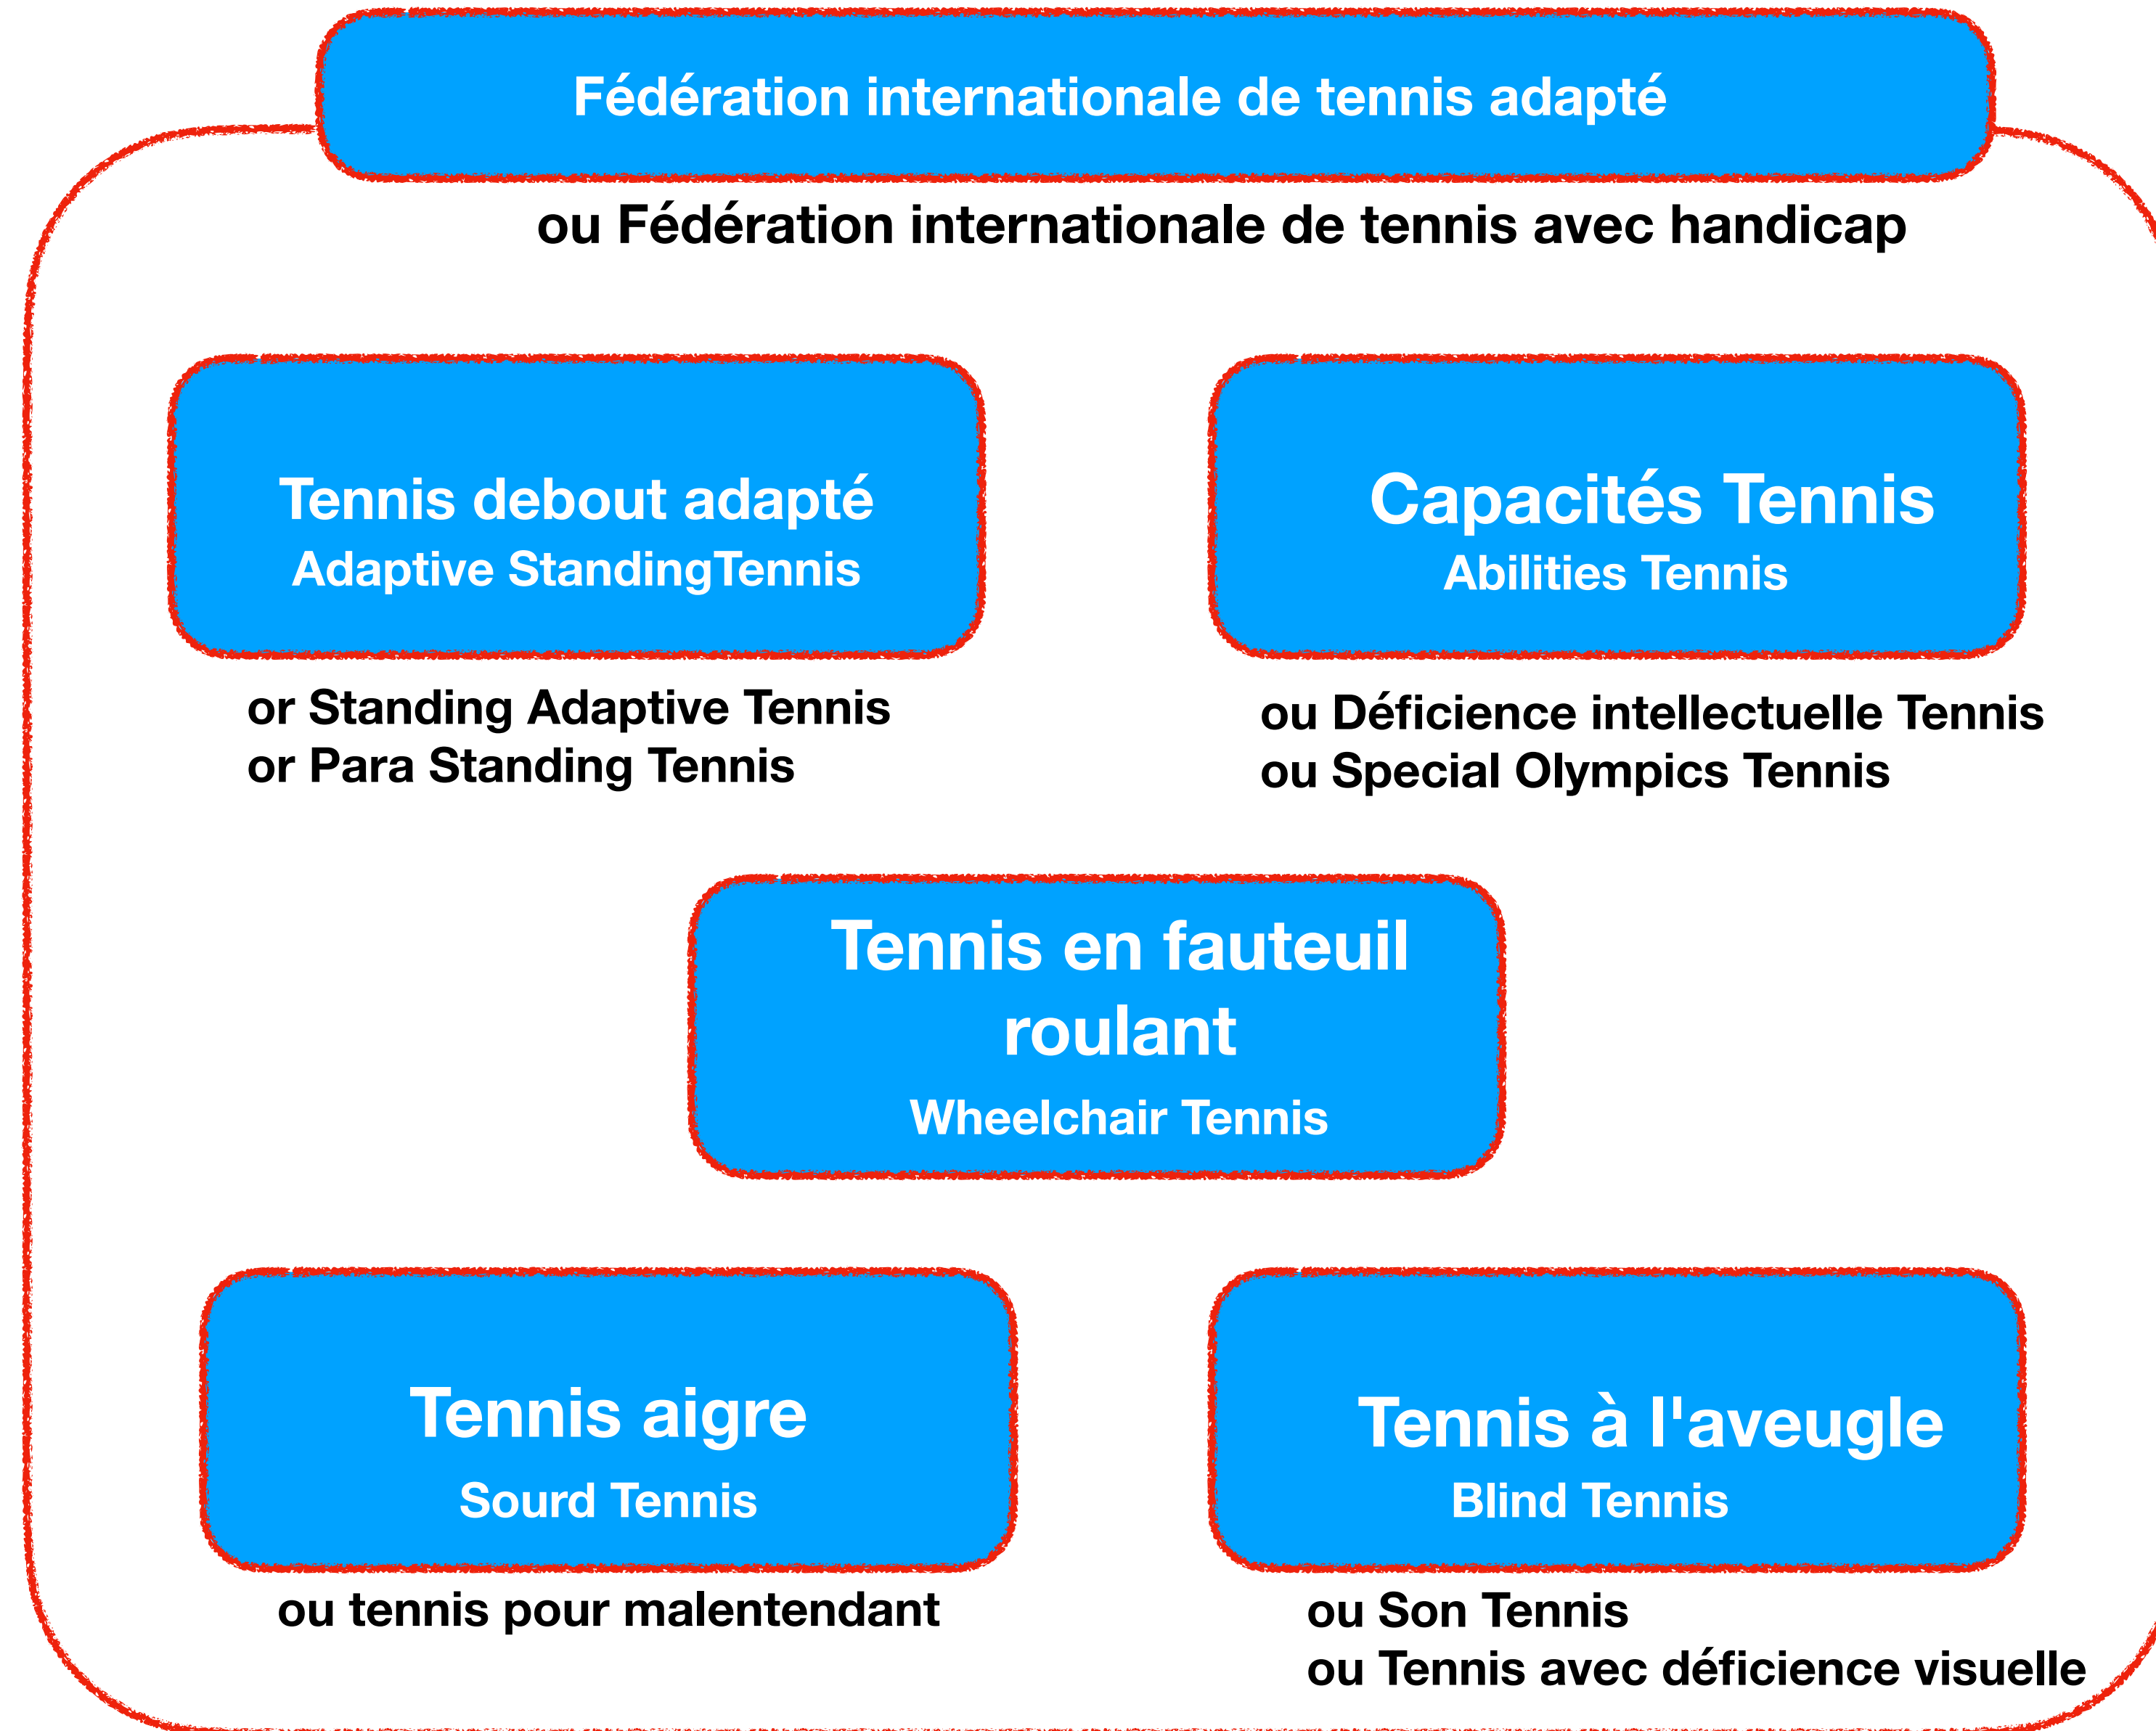 Fédération internationale de tennis adapté
ou Fédération internationale de tennis avec handicap
Tennis debout adapté
Adaptive StandingTennis
or Standing Adaptive Tennis
or Para Standing Tennis
Capacités Tennis
Abilities Tennis
ou Déficience intellectuelle Tennis
ou Special Olympics Tennis
Tennis en fauteuil
roulant
Wheelchair Tennis
Tennis aigre
Sourd Tennis
ou tennis pour malentendant
Tennis à l'aveugle
Blind Tennis
ou Son Tennis
ou Tennis avec déficience visuelle